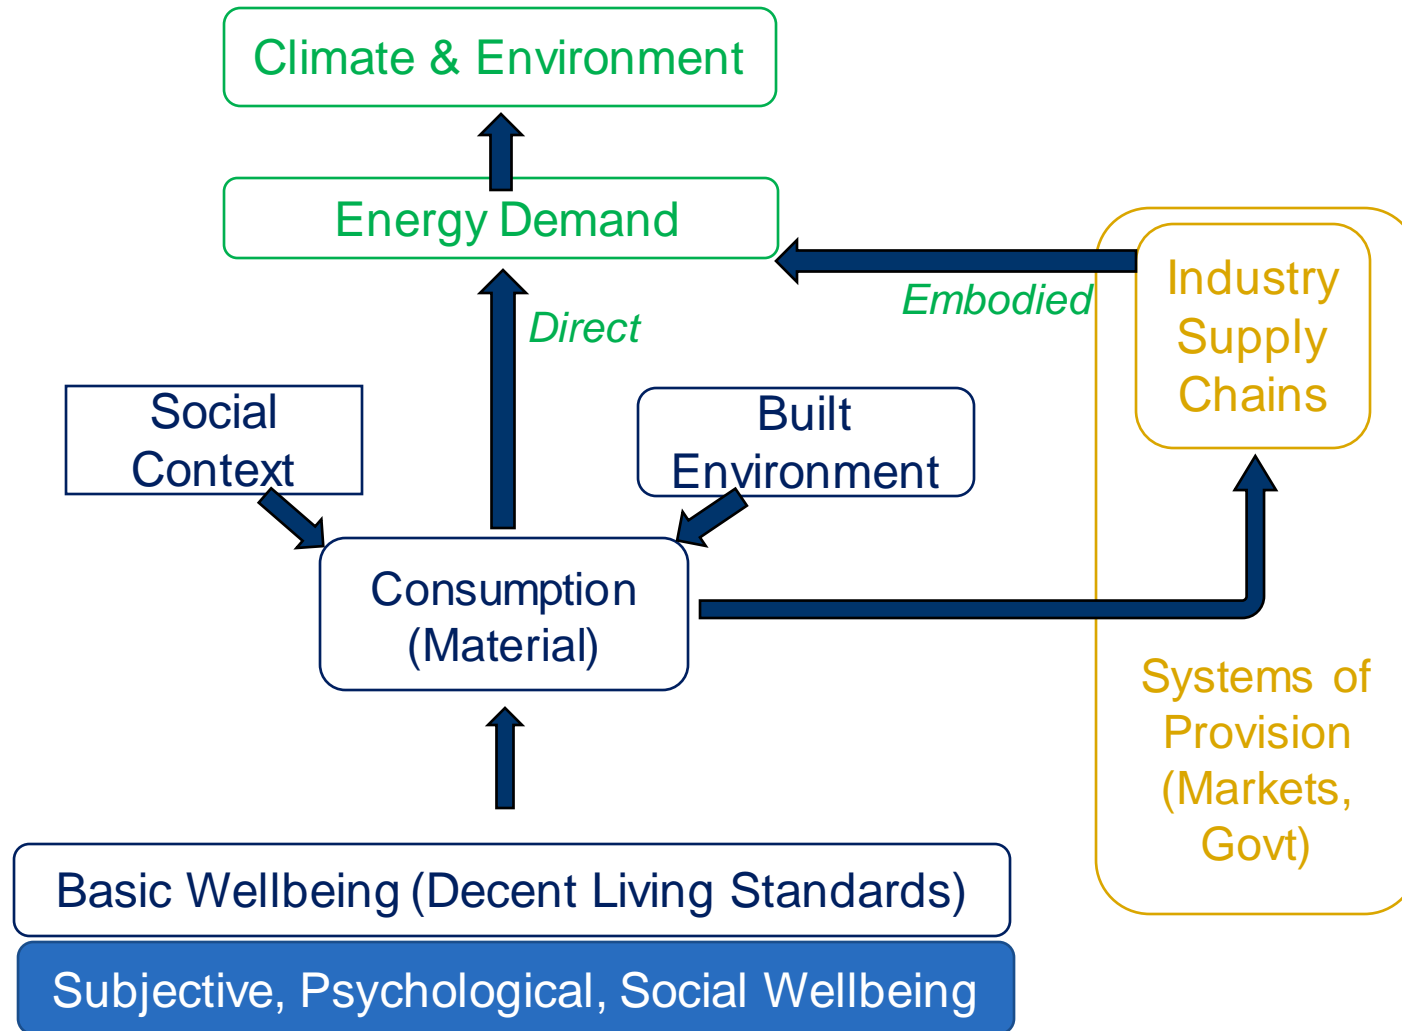 Climate & Environment
Energy Demand
Direct
Embodied
Industry
Supply
Chains
Social
Context
Built
Environment
Consumption
(Material)
Systems of
Provision
(Markets,
Govt)
Basic Wellbeing (Decent Living Standards)
Subjective, Psychological, Social Wellbeing